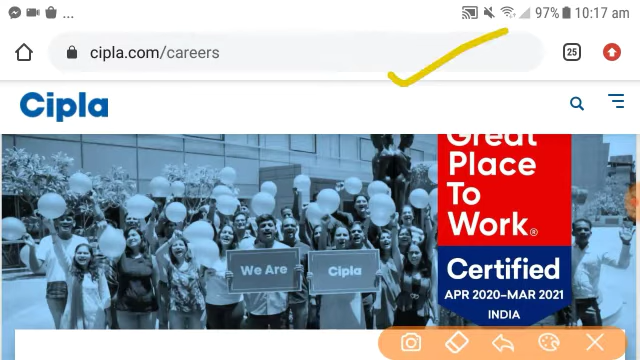 ... 97% 10:17 am
cipla.com/careers 25
Cipla
Great
Place
To
Work®
Certified
APR 2020–MAR 2021
INDIA
We Are Cipla